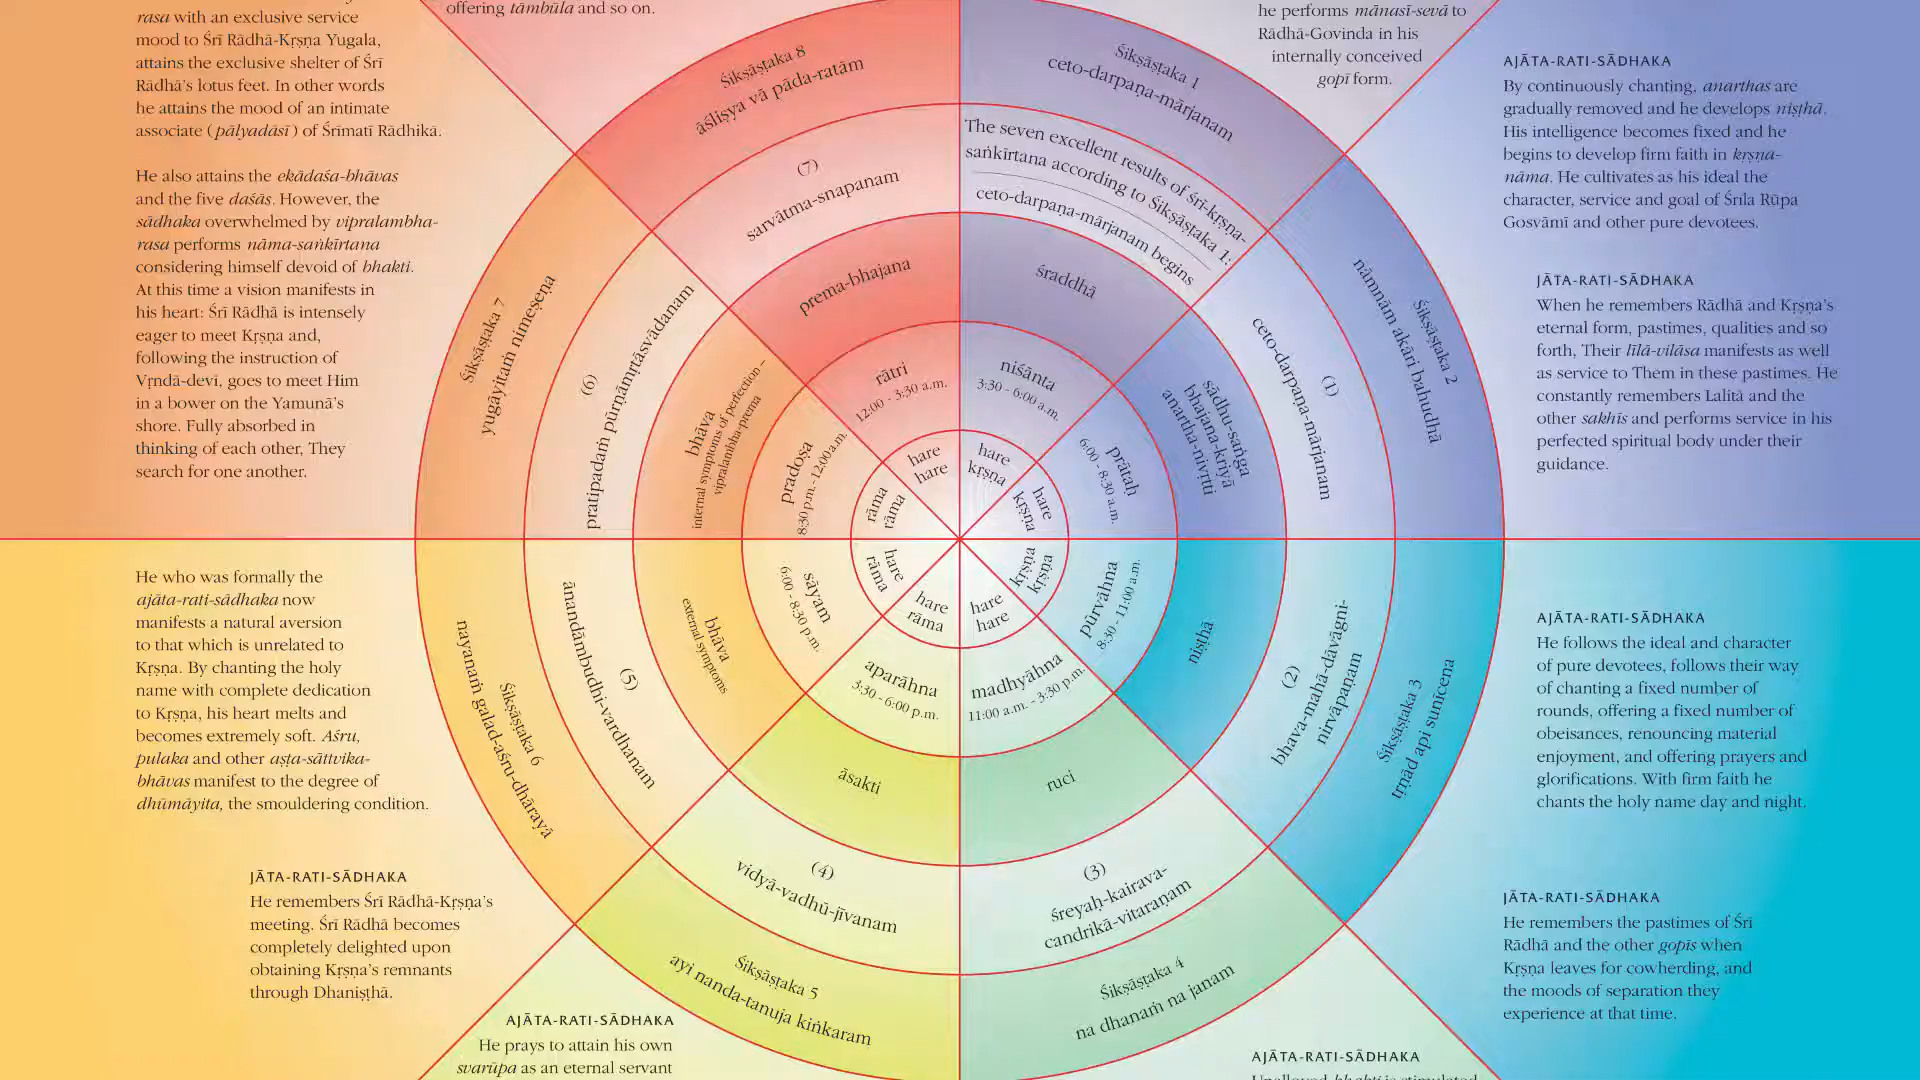 rasa with an exclusive service
mood to Śrī Rādhā-Kṛṣṇa Yugala,
attains the exclusive shelter of Śrī
Rādhā's lotus feet. In other words
he attains the mood of an intimate
associate (pālyadāsī) of Śrīmatī Rādhikā.
He also attains the ekādaśa-bhāvas
and the five daśās. However, the
sādhaka overwhelmed by vipralambha-
rasa performs nāma-saṅkīrtana
considering himself devoid of bhakti.
At this time a vision manifests in
his heart: Śrī Rādhā is intensely
eager to meet Kṛṣṇa and,
following the instruction of
Vṛndā-devī, goes to meet Him
in a bower on the Yamunā's
shore. Fully absorbed in
thinking of each other, They
search for one another.
offering tāmbūla and so on.
he performs mānasī-sevā to
Rādhā-Govinda in his
internally conceived
gopī form.
AJĀTA-RATI-SĀDHAKA
By continuously chanting, anarthas are
gradually removed and he develops niṣṭhā.
His intelligence becomes fixed and he
begins to develop firm faith in kṛṣṇa-
nāma. He cultivates as his ideal the
character, service and goal of Śrīla Rūpa
Gosvāmī and other pure devotees.
JĀTA-RATI-SĀDHAKA
When he remembers Rādhā and Kṛṣṇa's
eternal form, pastimes, qualities and so
forth, Their līlā-vilāsa manifests as well
as service to Them in these pastimes. He
constantly remembers Lalitā and the
other sakhīs and performs service in his
perfected spiritual body under their
guidance.
Śikṣāṣṭaka 8
āśliṣya vā pāda-ratām
Śikṣāṣṭaka 1
ceto-darpaṇa-mārjanam
(7)
sarvātma-snapanam
The seven excellent results of śrī-kṛṣṇa-
saṅkīrtana according to Śikṣāṣṭaka 1:
ceto-darpaṇa-mārjanam begins
prema-bhajana
śraddhā
rātri
12:00 - 3:30 a.m.
niśānta
3:30 - 6:00 a.m.
hare
hare
hare
kṛṣṇa
Śikṣāṣṭaka 7
yugāyitaṁ nimeṣeṇa
(6)
pratipadaṁ pūrṇāmṛtāsvādanam
bhāva
internal symptoms of perfection –
vipralambha-prema
pradoṣa
8:30 p.m. - 12:00 a.m.
rāma
rāma
hare
kṛṣṇa
prātaḥ
6:00 - 8:30 a.m.
sādhu-saṅga
bhajana-kriyā
anartha-nivṛtti
(1)
ceto-darpaṇa-mārjanam
Śikṣāṣṭaka 2
nāmnām akāri bahudhā
Śikṣāṣṭaka 6
nayanaṁ galad-aśru-dhārayā
(5)
ānandāmbudhi-vardhanam
bhāva
external symptoms
sāyam
6:00 - 8:30 p.m.
hare
rāma
kṛṣṇa
kṛṣṇa
pūrvāhna
8:30 - 11:00 a.m.
niṣṭhā
(2)
bhava-mahā-dāvāgni-
nirvāpaṇam
Śikṣāṣṭaka 3
tṛṇād api sunīcena
hare
rāma
hare
hare
aparāhna
3:30 - 6:00 p.m.
madhyāhna
11:00 a.m. - 3:30 p.m.
āsakti
ruci
(4)
vidyā-vadhū-jīvanam
(3)
śreyaḥ-kairava-
candrikā-vitaraṇam
Śikṣāṣṭaka 5
ayi nanda-tanuja kiṅkaram
Śikṣāṣṭaka 4
na dhanaṁ na janam
He who was formally the
ajāta-rati-sādhaka now
manifests a natural aversion
to that which is unrelated to
Kṛṣṇa. By chanting the holy
name with complete dedication
to Kṛṣṇa, his heart melts and
becomes extremely soft. Aśru,
pulaka and other aṣṭa-sāttvika-
bhāvas manifest to the degree of
dhūmāyita, the smouldering condition.
JĀTA-RATI-SĀDHAKA
He remembers Śrī Rādhā-Kṛṣṇa's
meeting. Śrī Rādhā becomes
completely delighted upon
obtaining Kṛṣṇa's remnants
through Dhaniṣṭhā.
AJĀTA-RATI-SĀDHAKA
He prays to attain his own
svarūpa as an eternal servant
AJĀTA-RATI-SĀDHAKA
He follows the ideal and character
of pure devotees, follows their way
of chanting a fixed number of
rounds, offering a fixed number of
obeisances, renouncing material
enjoyment, and offering prayers and
glorifications. With firm faith he
chants the holy name day and night.
JĀTA-RATI-SĀDHAKA
He remembers the pastimes of Śrī
Rādhā and the other gopīs when
Kṛṣṇa leaves for cowherding, and
the moods of separation they
experience at that time.
AJĀTA-RATI-SĀDHAKA
Unalloyed bhakti is stimulated